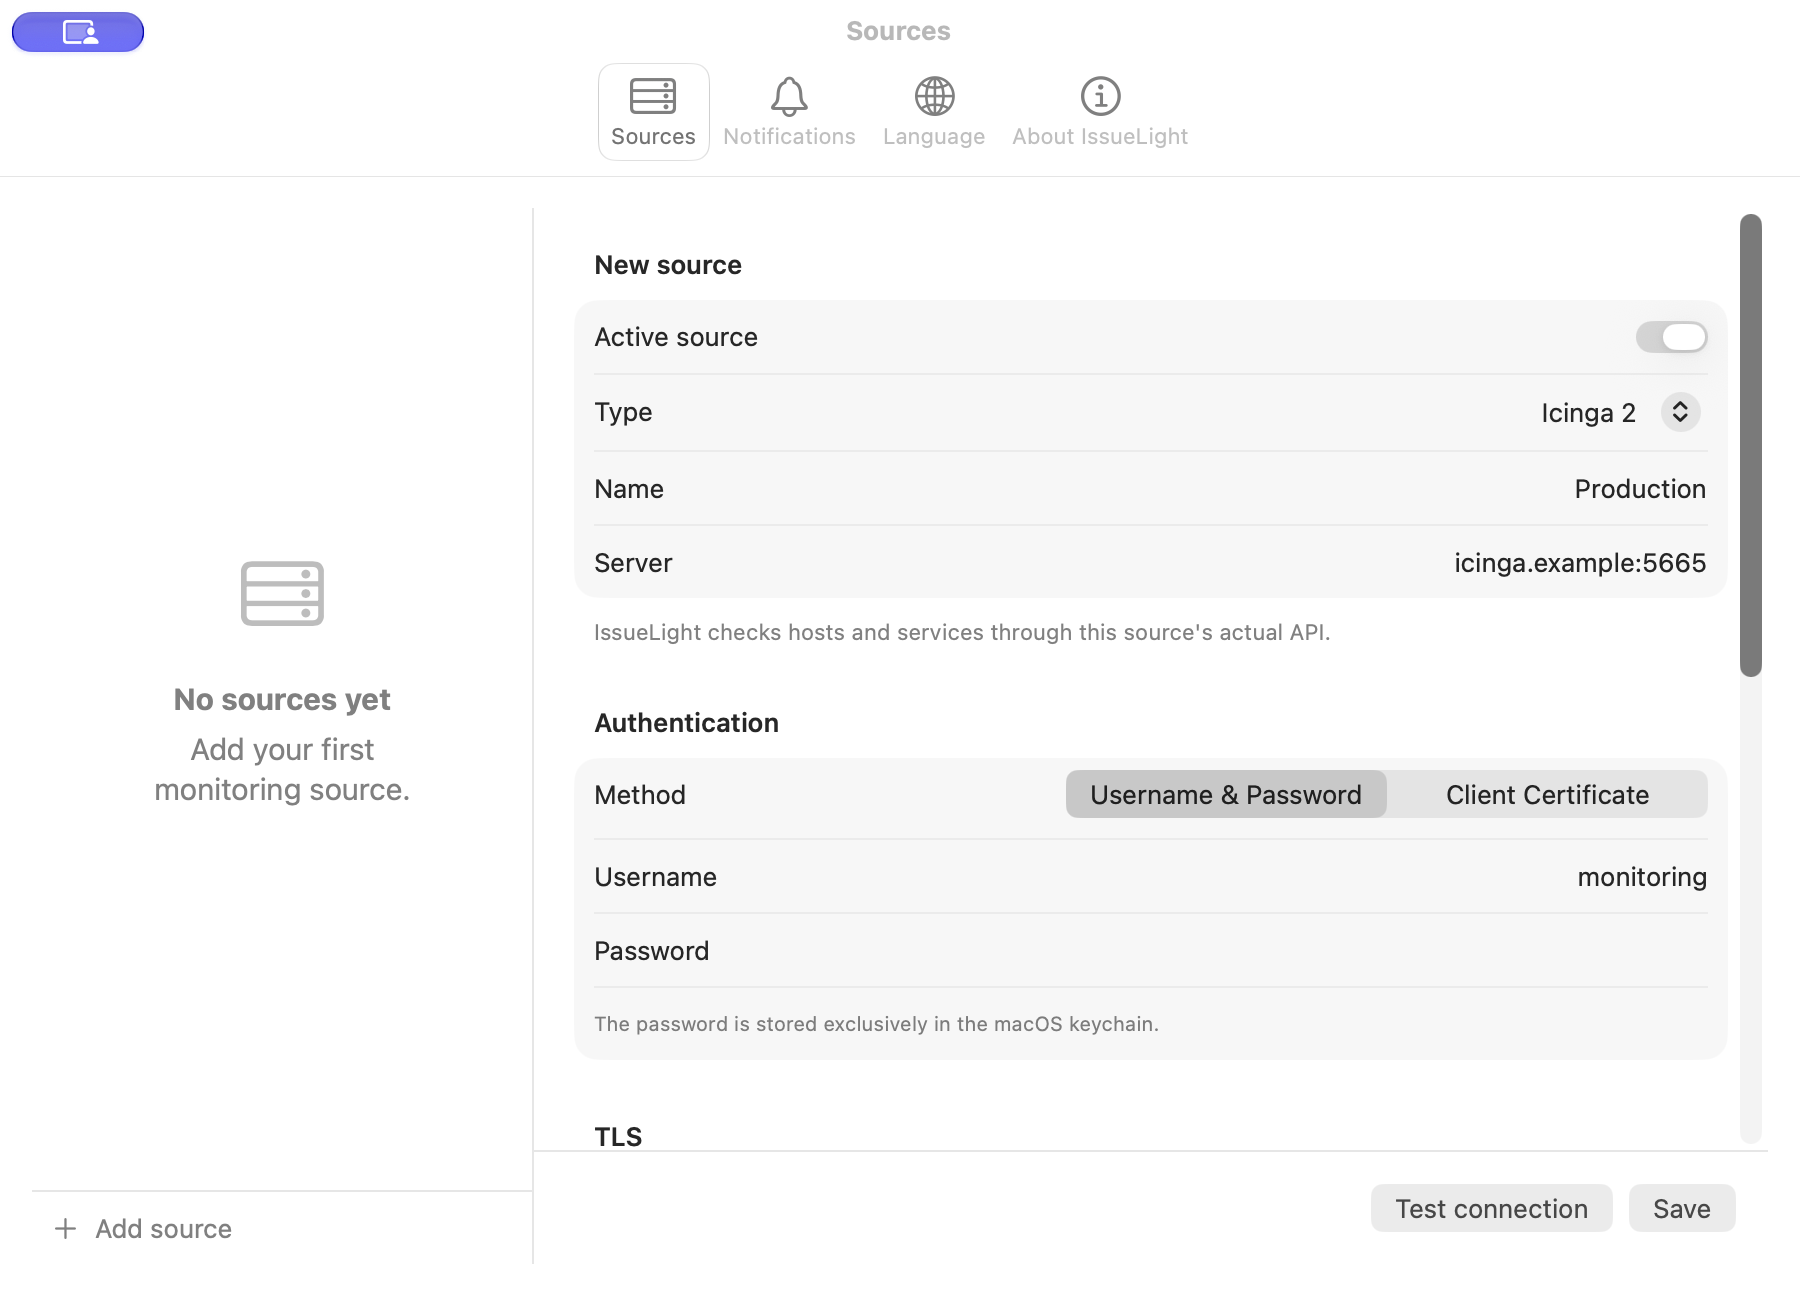 Sources
Sources
Notifications
Language
About IssueLight
New source
Active source
Type
Icinga 2
Name
Production
Server
icinga.example:5665
IssueLight checks hosts and services through this source's actual API.
No sources yet
Add your first
monitoring source.
Authentication
Method
Username & Password
Client Certificate
Username
monitoring
Password
The password is stored exclusively in the macOS keychain.
TLS
Add source
Test connection
Save